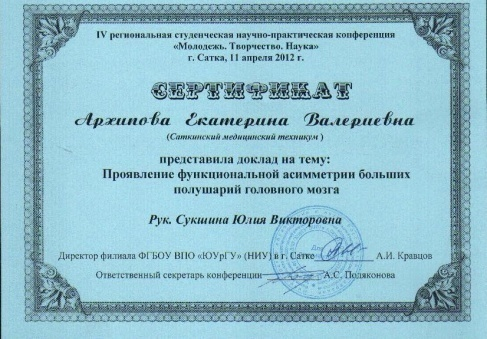 IV региональная студенческая научно-практическая конференция
«Молодежь. Творчество. Наука»
г. Сатка, 11 апреля 2012 г.
СЕРТИФИКАТ
Архипова Екатерина Валериевна
(Саткинский медицинский техникум )
представила доклад на тему:
Проявление функциональной асимметрии больших
полушарий головного мозга
Рук. Сукшина Юлия Викторовна
Директор филиала ФГБОУ ВПО «ЮУрГУ» (НИУ) в г. Сатке А.И. Кравцов
Ответственный секретарь конференции А.С. Подяконова